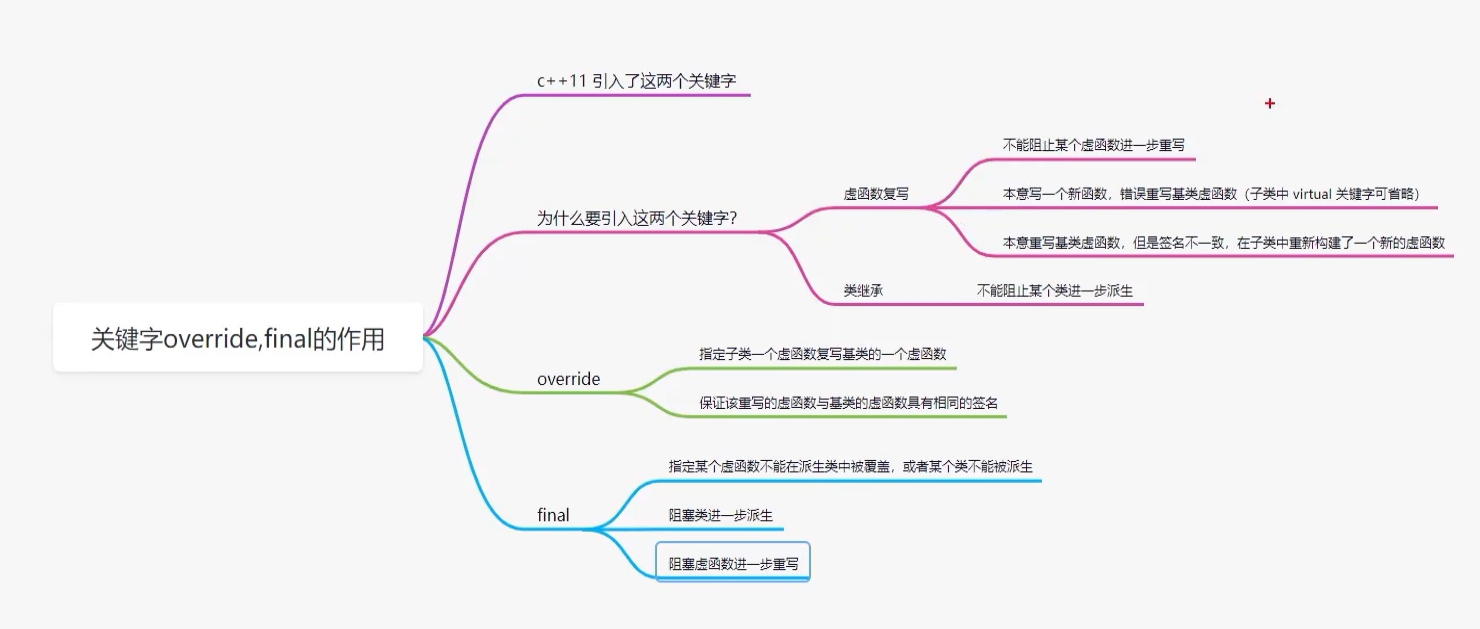 c++11 引入了这两个关键字
不能阻止某个虚函数进一步重写
虚函数复写
本意写一个新函数，错误重写基类虚函数（子类中 virtual 关键字可省略）
为什么要引入这两个关键字？
本意重写基类虚函数，但是签名不一致，在子类中重新构建了一个新的虚函数
类继承
不能阻止某个类进一步派生
关键字override,final的作用
指定子类一个虚函数复写基类的一个虚函数
override
保证该重写的虚函数与基类的虚函数具有相同的签名
指定某个虚函数不能在派生类中被覆盖，或者某个类不能被派生
final
阻塞类进一步派生
阻塞虚函数进一步重写